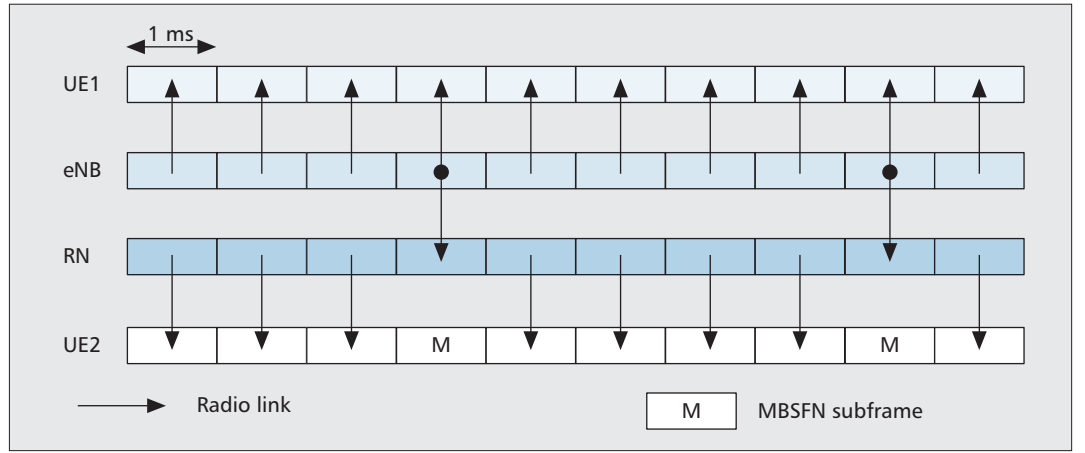 1 ms
UE1
eNB
RN
UE2 M M
Radio link M MBSFN subframe